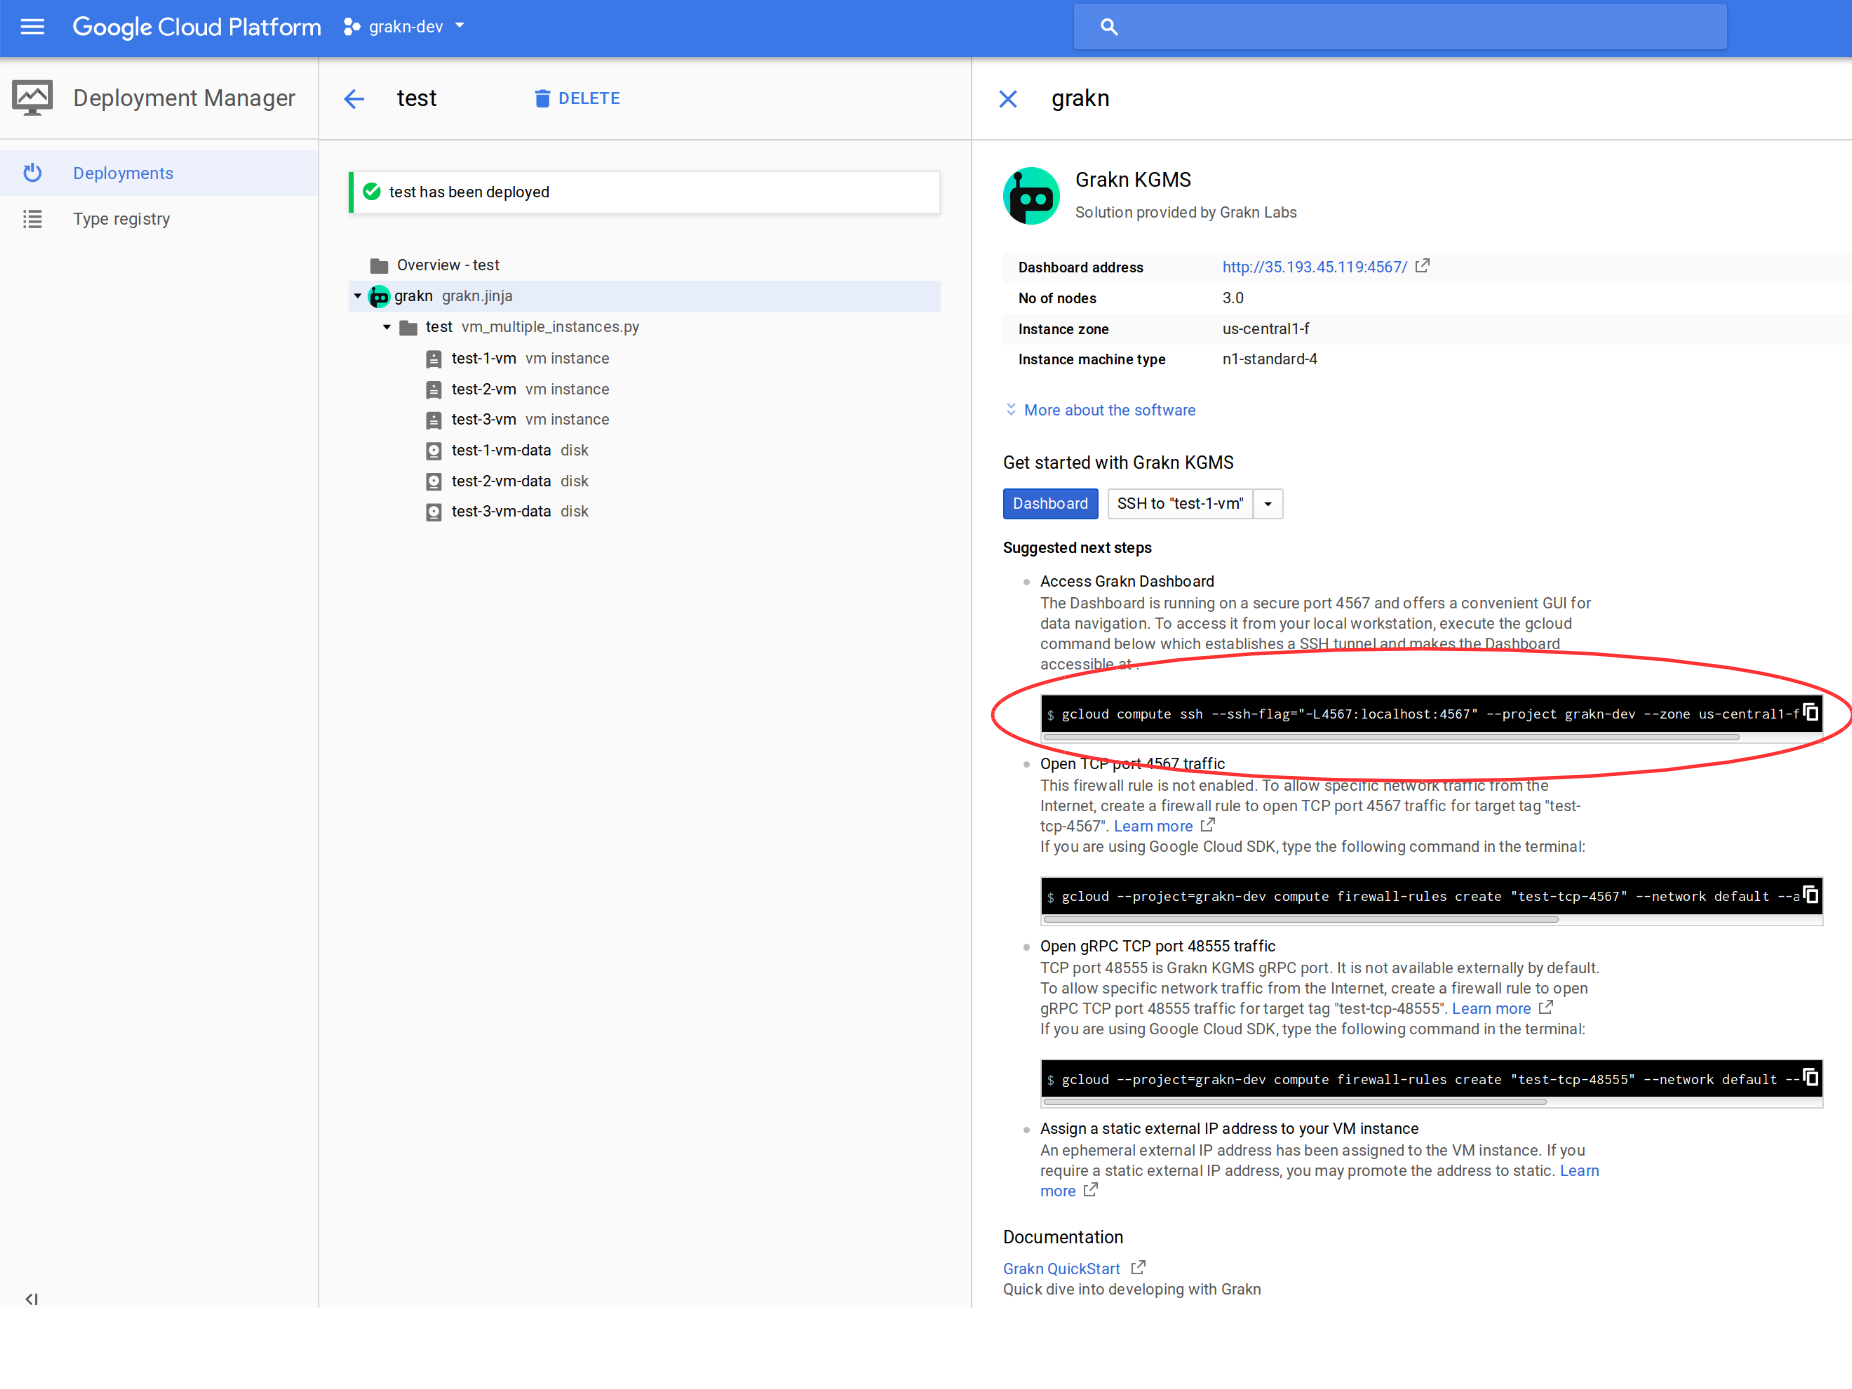 Google Cloud Platform
grakn-dev
Deployment Manager
Deployments
Type registry
test
DELETE
test has been deployed
Overview - test
grakn grakn.jinja
test vm_multiple_instances.py
test-1-vm vm instance
test-2-vm vm instance
test-3-vm vm instance
test-1-vm-data disk
test-2-vm-data disk
test-3-vm-data disk
grakn
Grakn KGMS
Solution provided by Grakn Labs
Dashboard address http://35.193.45.119:4567/
No of nodes 3.0
Instance zone us-central1-f
Instance machine type n1-standard-4
More about the software
Get started with Grakn KGMS
Dashboard SSH to "test-1-vm"
Suggested next steps
Access Grakn Dashboard
The Dashboard is running on a secure port 4567 and offers a convenient GUI for
data navigation. To access it from your local workstation, execute the gcloud
command below which establishes a SSH tunnel and makes the Dashboard
accessible at .
$ gcloud compute ssh --ssh-flag="-L4567:localhost:4567" --project grakn-dev --zone us-central1-f
Open TCP port 4567 traffic
This firewall rule is not enabled. To allow specific network traffic from the
Internet, create a firewall rule to open TCP port 4567 traffic for target tag "test-
tcp-4567". Learn more
If you are using Google Cloud SDK, type the following command in the terminal:
$ gcloud --project=grakn-dev compute firewall-rules create "test-tcp-4567" --network default --a
Open gRPC TCP port 48555 traffic
TCP port 48555 is Grakn KGMS gRPC port. It is not available externally by default.
To allow specific network traffic from the Internet, create a firewall rule to open
gRPC TCP port 48555 traffic for target tag "test-tcp-48555". Learn more
If you are using Google Cloud SDK, type the following command in the terminal:
$ gcloud --project=grakn-dev compute firewall-rules create "test-tcp-48555" --network default --
Assign a static external IP address to your VM instance
An ephemeral external IP address has been assigned to the VM instance. If you
require a static external IP address, you may promote the address to static. Learn
more
Documentation
Grakn QuickStart
Quick dive into developing with Grakn